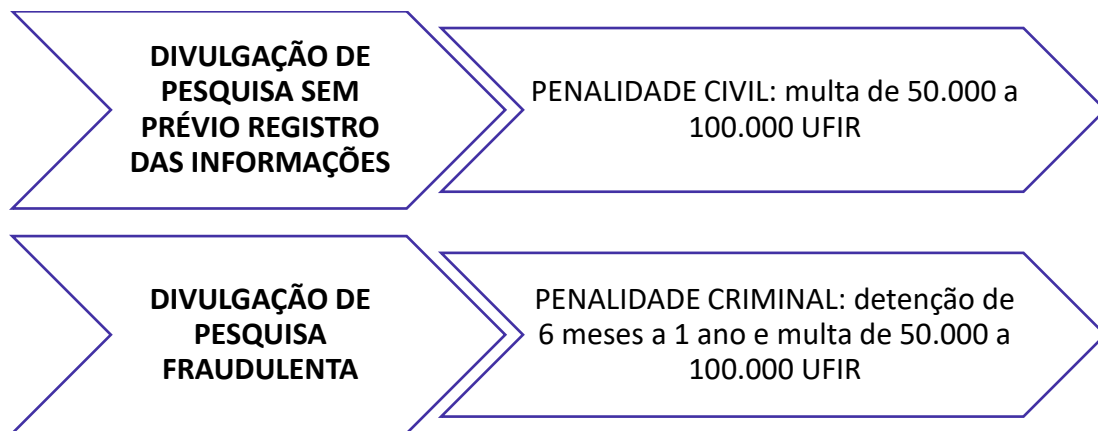 DIVULGAÇÃO DE
PESQUISA SEM
PRÉVIO REGISTRO
DAS INFORMAÇÕES
PENALIDADE CIVIL: multa de 50.000 a
100.000 UFIR
DIVULGAÇÃO DE
PESQUISA
FRAUDULENTA
PENALIDADE CRIMINAL: detenção de
6 meses a 1 ano e multa de 50.000 a
100.000 UFIR